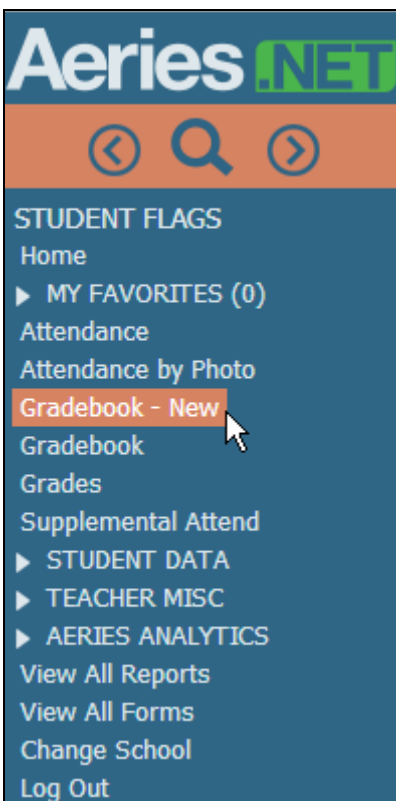 Aeries .NET
STUDENT FLAGS
Home
MY FAVORITES (0)
Attendance
Attendance by Photo
Gradebook - New
Gradebook
Grades
Supplemental Attend
STUDENT DATA
TEACHER MISC
AERIES ANALYTICS
View All Reports
View All Forms
Change School
Log Out